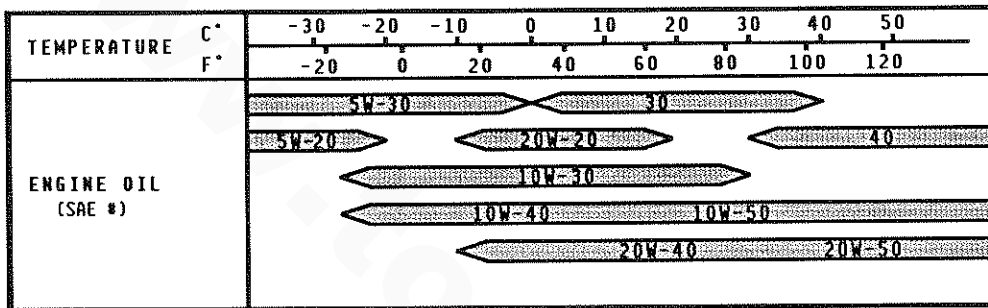 TEMPERATURE C° -30 -20 -10 0 10 20 30 40 50
F° -20 0 20 40 60 80 100 120
5W-30 30
5W-20 20W-20 40
ENGINE OIL 10W-30
(SAE #) 10W-40 10W-50
20W-40 20W-50